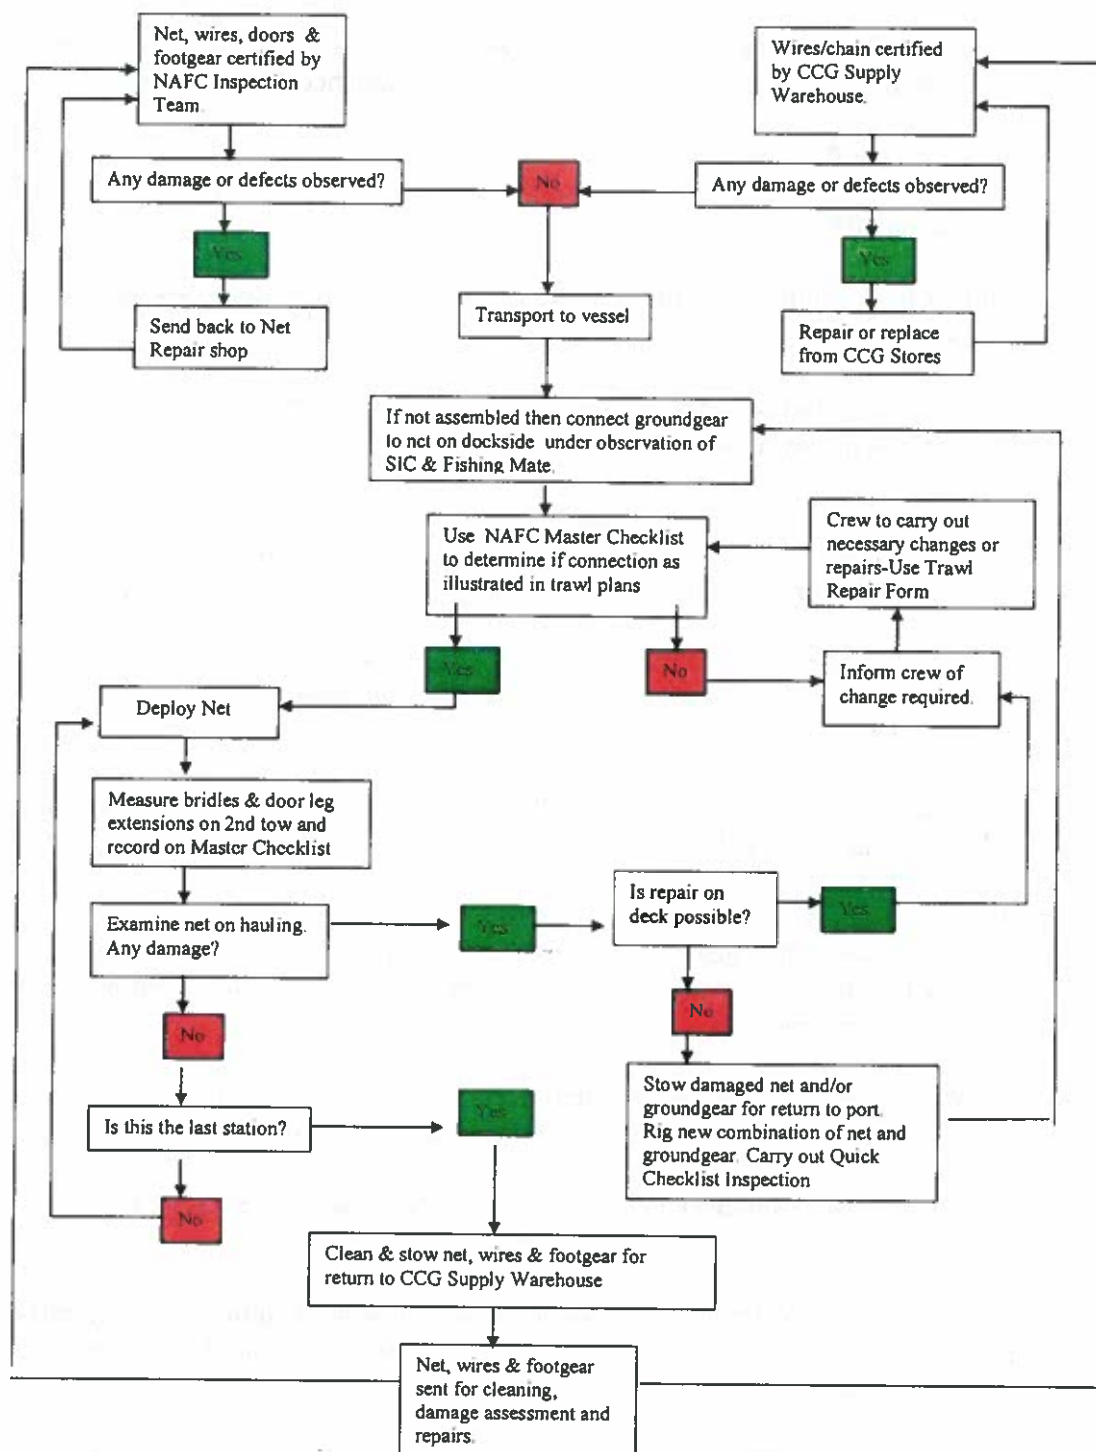 Net, wires, doors &
footgear certified by
NAFC Inspection
Team.
Wires/chain certified
by CCG Supply
Warehouse.
Any damage or defects observed?
No
Any damage or defects observed?
Yes
Yes
Send back to Net
Repair shop
Transport to vessel
Repair or replace
from CCG Stores
If not assembled then connect groundgear
to net on dockside under observation of
SIC & Fishing Mate.
Use NAFC Master Checklist
to determine if connection as
illustrated in trawl plans
Crew to carry out
necessary changes or
repairs-Use Trawl
Repair Form
Yes
No
Inform crew of
change required.
Deploy Net
Measure bridles & door leg
extensions on 2nd tow and
record on Master Checklist
Examine net on hauling.
Any damage?
Yes
Is repair on
deck possible?
Yes
No
No
Stow damaged net and/or
groundgear for return to port.
Rig new combination of net and
groundgear. Carry out Quick
Checklist Inspection
Is this the last station?
Yes
No
Clean & stow net, wires & footgear for
return to CCG Supply Warehouse
Net, wires & footgear
sent for cleaning,
damage assessment and
repairs.